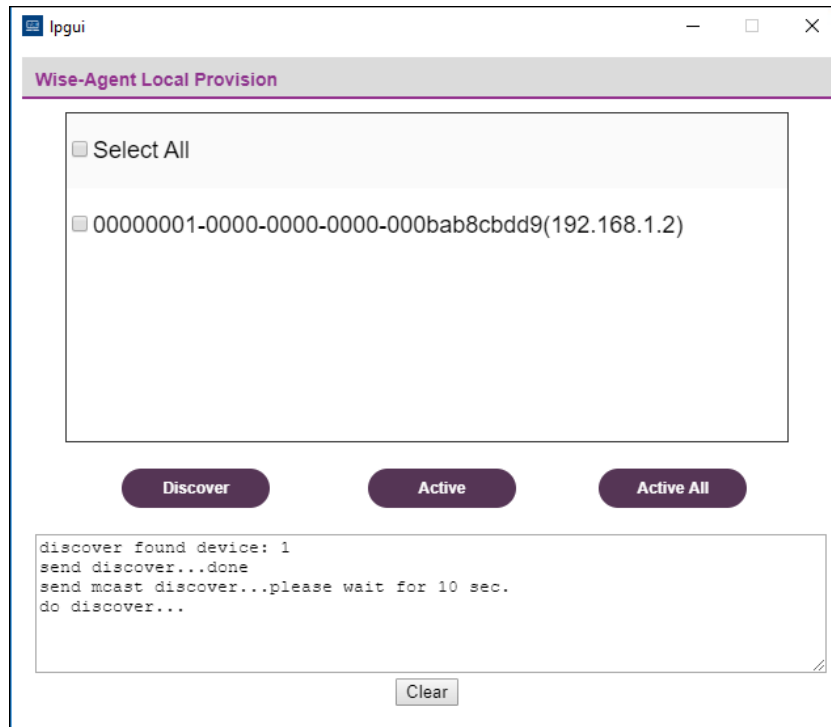 lpgui
Wise-Agent Local Provision
Select All
00000001-0000-0000-0000-000bab8cbdd9(192.168.1.2)
Discover
Active
Active All
discover found device: 1
send discover...done
send mcast discover...please wait for 10 sec.
do discover...
Clear